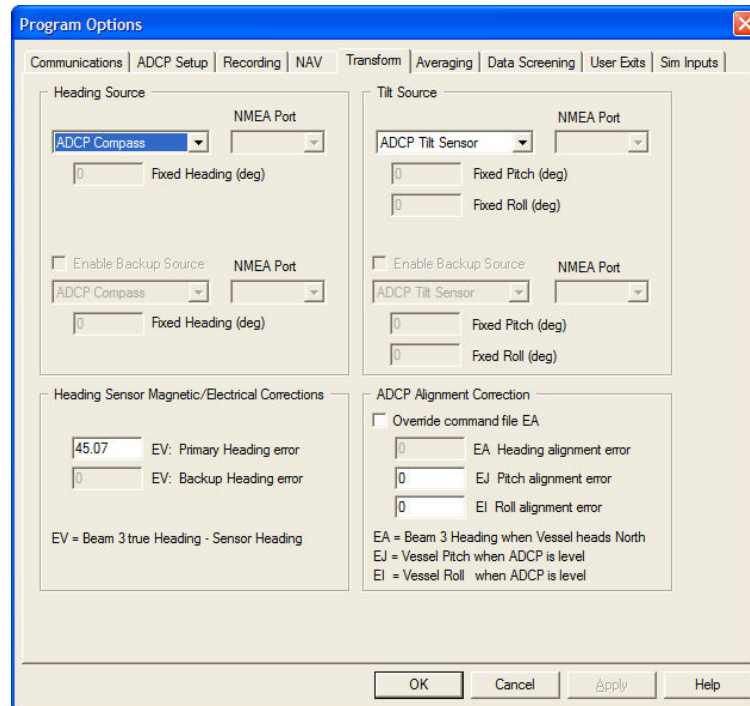 Program Options
Communications ADCP Setup Recording NAV Transform Averaging Data Screening User Exits Sim Inputs
Heading Source
NMEA Port
ADCP Compass
0 Fixed Heading (deg)
Enable Backup Source NMEA Port
ADCP Compass
0 Fixed Heading (deg)
Tilt Source
NMEA Port
ADCP Tilt Sensor
0 Fixed Pitch (deg)
0 Fixed Roll (deg)
Enable Backup Source NMEA Port
ADCP Tilt Sensor
0 Fixed Pitch (deg)
0 Fxed Roll (deg)
Heading Sensor Magnetic/Electrical Corrections
45.07 EV: Primary Heading error
0 EV: Backup Heading error
EV = Beam 3 true Heading - Sensor Heading
ADCP Alignment Correction
Override command file EA
0 EA Heading alignment error
0 EJ Pitch alignment error
0 EI Roll alignment error
EA = Beam 3 Heading when Vessel heads North
EJ = Vessel Pitch when ADCP is level
EI = Vessel Roll when ADCP is level
OK Cancel Apply Help